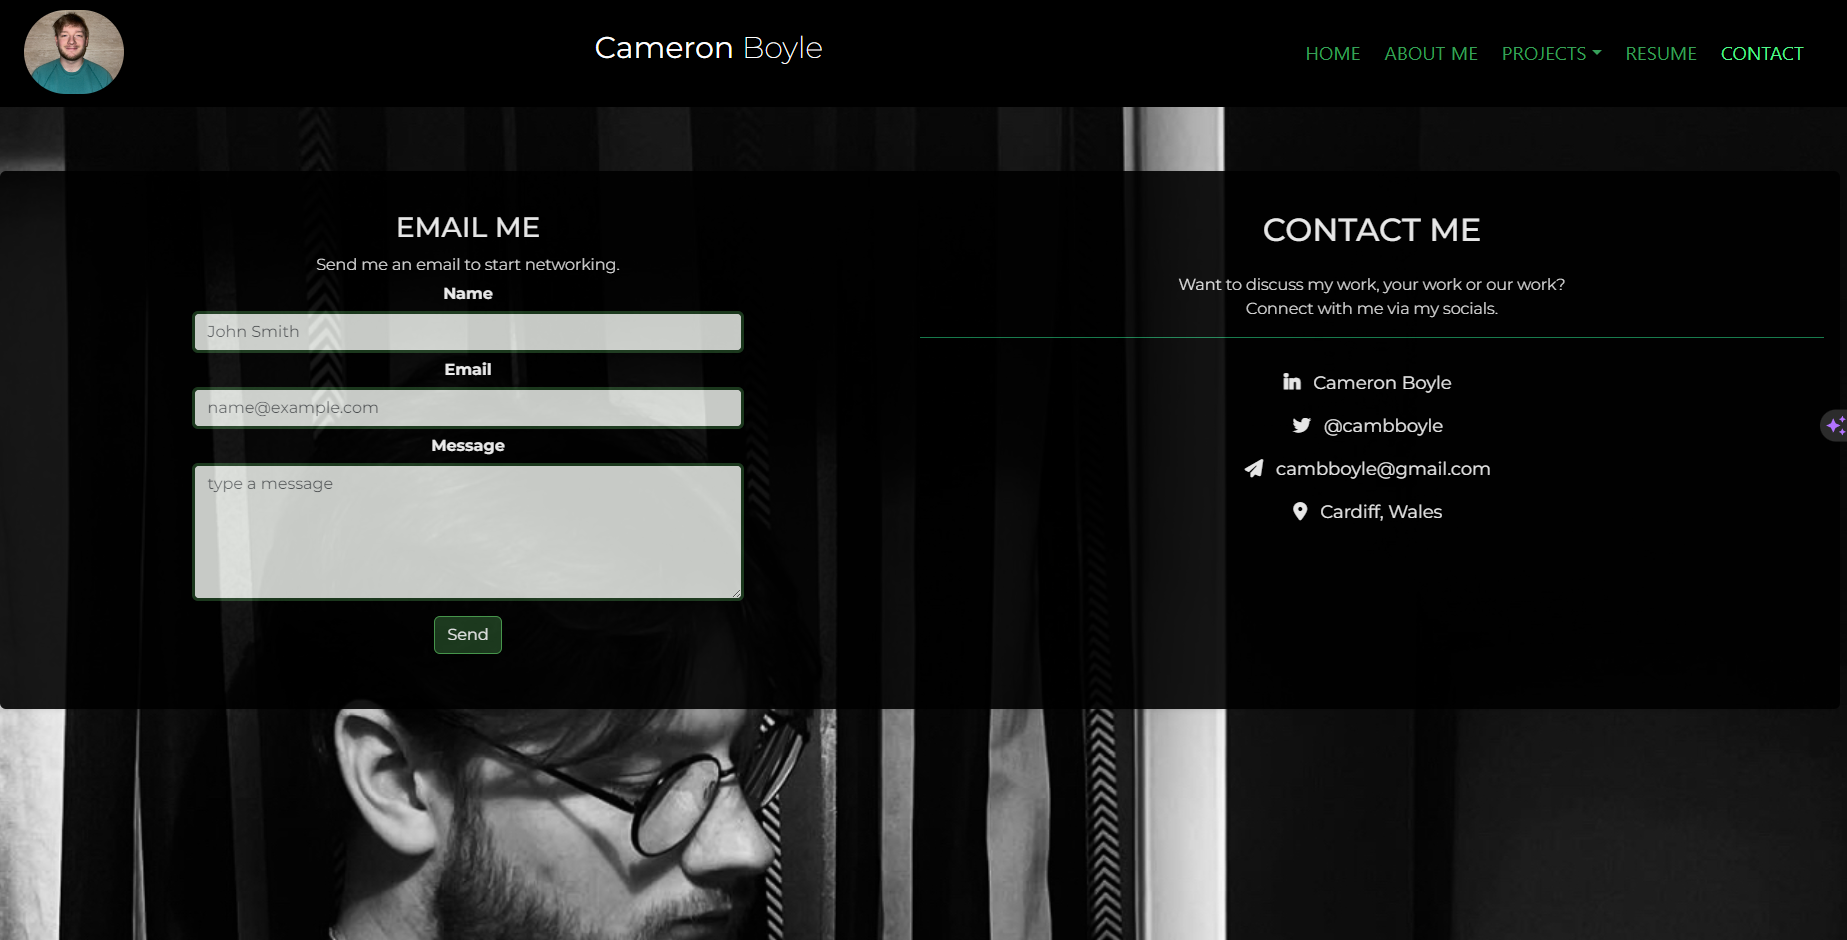 Cameron Boyle
HOME ABOUT ME PROJECTS RESUME CONTACT
EMAIL ME
Send me an email to start networking.
Name
John Smith
Email
name@example.com
Message
type a message
Send
CONTACT ME
Want to discuss my work, your work or our work?
Connect with me via my socials.
in Cameron Boyle
@cambboyle
cambboyle@gmail.com
Cardiff, Wales